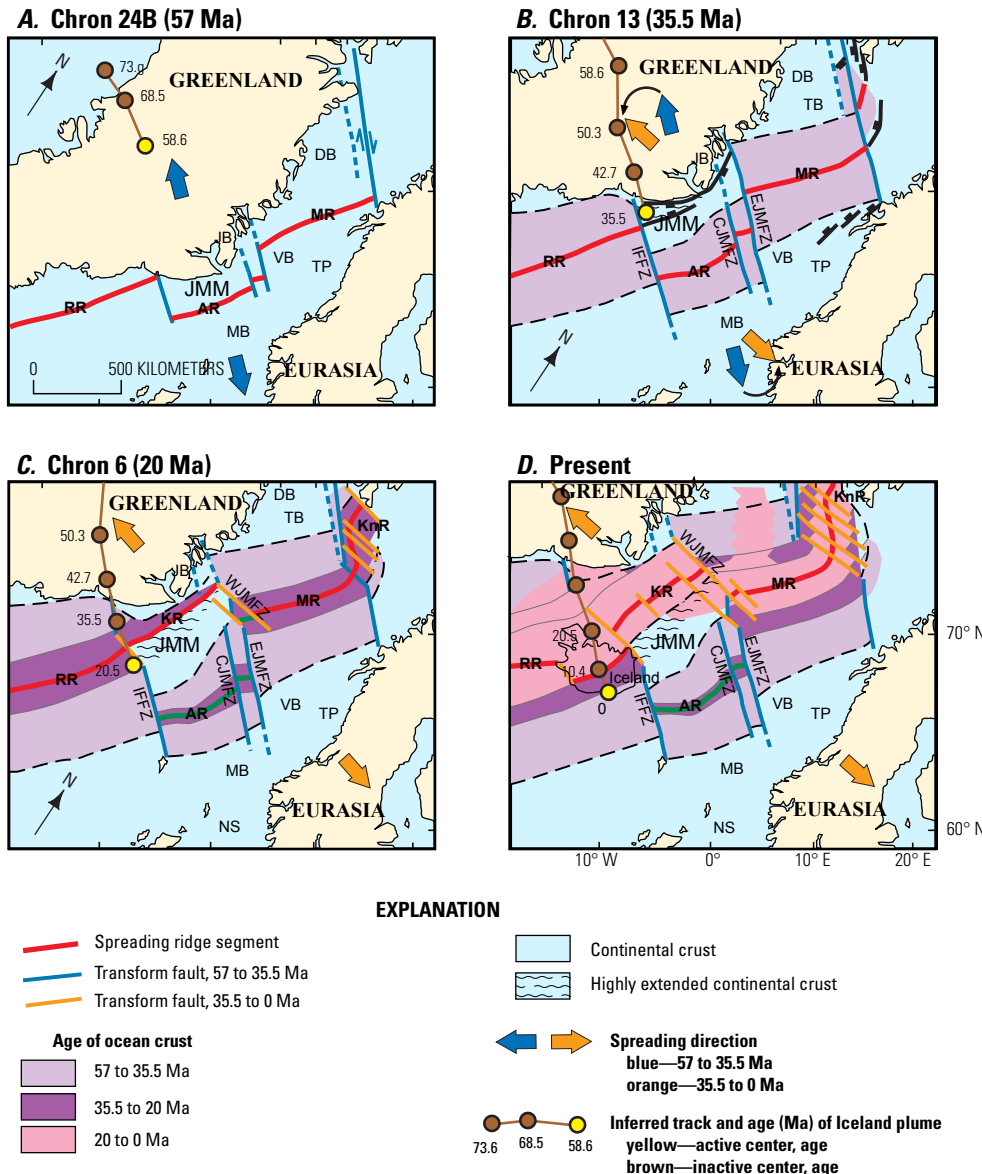 A. Chron 24B (57 Ma)
N
73.0
68.5
58.6
GREENLAND
DB
MR
JB
VB
TP
JMM
RR
AR
MB
0 500 KILOMETERS
EURASIA
B. Chron 13 (35.5 Ma)
58.6
GREENLAND
DB
TB
50.3
JB
42.7
MR
35.5
JMM
EJMFZ
CJMFZ
VB
IFFZ
RR
AR
TP
MB
N
EURASIA
C. Chron 6 (20 Ma)
GREENLAND
DB
TB
KnR
50.3
42.7
JB
WJMFZ
35.5
KR
MR
JMM
20.5
RR
CJMFZ
EJMFZ
IFFZ
AR
VB
TP
MB
N
EURASIA
NS
D. Present
GREENLAND
KnR
WJMFZ
KR
MR
20.5
JMM
70° N
RR
10.4
Iceland
0
CJMFZ
EJMFZ
IFFZ
AR
VB
TP
MB
EURASIA
NS
60° N
10° W 0° 10° E 20° E
EXPLANATION
Spreading ridge segment
Transform fault, 57 to 35.5 Ma
Transform fault, 35.5 to 0 Ma
Age of ocean crust
57 to 35.5 Ma
35.5 to 20 Ma
20 to 0 Ma
Continental crust
Highly extended continental crust
Spreading direction
blue—57 to 35.5 Ma
orange—35.5 to 0 Ma
73.6 68.5 58.6
Inferred track and age (Ma) of Iceland plume
yellow—active center, age
brown—inactive center, age